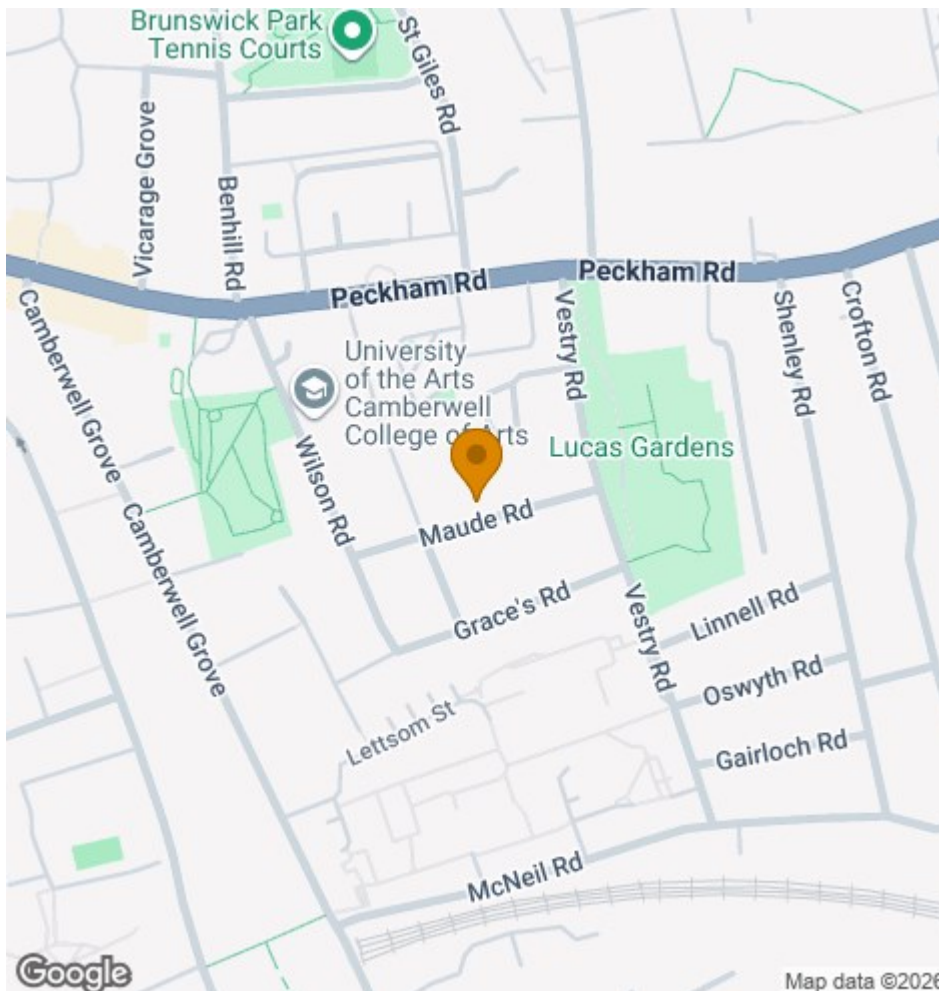 Brunswick Park
Tennis Courts
St Giles Rd
Vicarage Grove
Benhill Rd
Peckham Rd
Peckham Rd
Camberwell Grove
University
of the Arts
Camberwell
College of Arts
Vestry Rd
Shenley Rd
Crofton Rd
Lucas Gardens
Wilson Rd
Maude Rd
Camberwell Grove
Grace's Rd
Vestry Rd
Linnell Rd
Oswyth Rd
Lettsom St
Gairloch Rd
McNeil Rd
Google
Map data ©2026